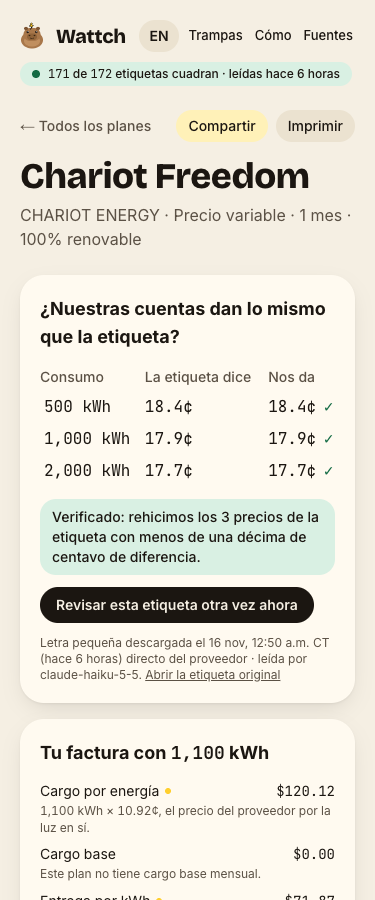 Wattch EN Trampas Cómo Fuentes
171 de 172 etiquetas cuadran · leídas hace 6 horas
← Todos los planes Compartir Imprimir
Chariot Freedom
CHARIOT ENERGY · Precio variable · 1 mes ·
100% renovable
¿Nuestras cuentas dan lo mismo
que la etiqueta?
Consumo La etiqueta dice Nos da
500 kWh 18.4¢ 18.4¢ ✓
1,000 kWh 17.9¢ 17.9¢ ✓
2,000 kWh 17.7¢ 17.7¢ ✓
Verificado: rehicimos los 3 precios de la
etiqueta con menos de una décima de
centavo de diferencia.
Revisar esta etiqueta otra vez ahora
Letra pequeña descargada el 16 nov, 12:50 a.m. CT
(hace 6 horas) directo del proveedor · leída por
claude-haiku-5-5. Abrir la etiqueta original
Tu factura con 1,100 kWh
Cargo por energía $120.12
1,100 kWh × 10.92¢, el precio del proveedor por la
luz en sí.
Cargo base $0.00
Este plan no tiene cargo base mensual.
Entrega por kWh $71.87